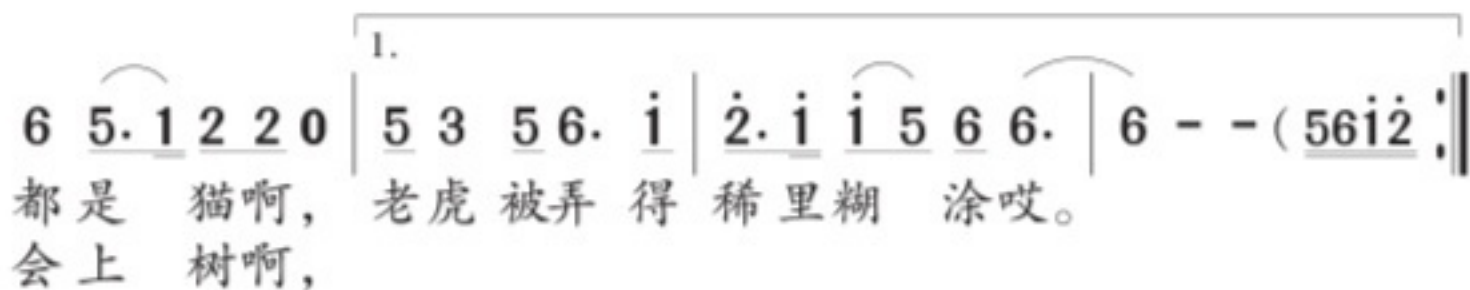 1.
6 5. 1 2 2 0 | 5 3 5 6. i̇ | 2̇. i̇ i̇ 5 6 6. | 6 - - ( 5 6 i̇ 2̇ :|
都是 猫啊, 老虎被弄 得 稀里糊 涂哎。
会上 树啊,